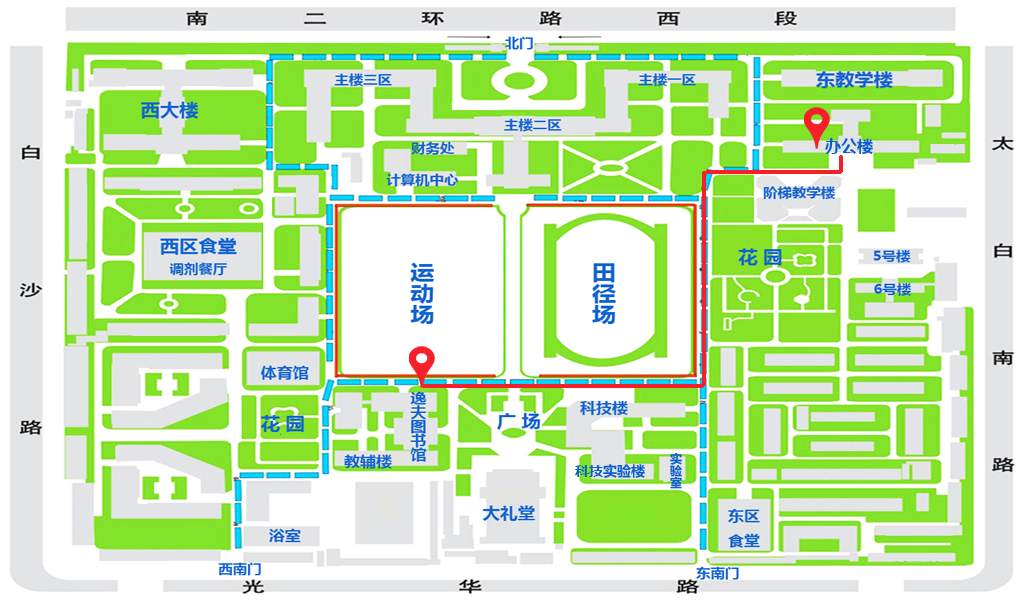 南二环路西段
北门
主楼三区
主楼一区
东教学楼
西大楼
主楼二区
办公楼
财务处
计算机中心
阶梯教学楼
白沙路
太白南路
西区食堂
调剂餐厅
运动场
田径场
花园
5号楼
6号楼
体育馆
花园
逸夫图书馆
广场
科技楼
教辅楼
科技实验楼
实验室
大礼堂
东区
食堂
浴室
西南门
东南门
光华路